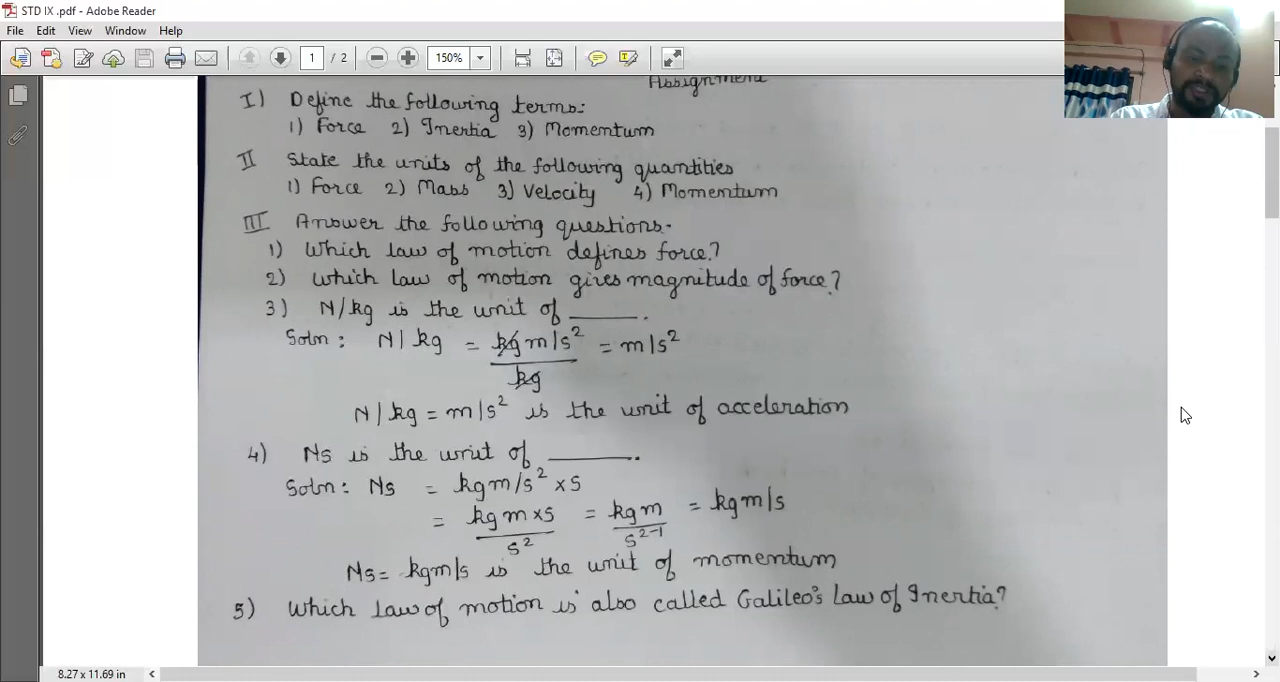 STD IX .pdf - Adobe Reader
File Edit View Window Help
1 / 2 150%
Assignment
I) Define the following terms:
1) Force 2) Inertia 3) Momentum
II State the units of the following quantities
1) Force 2) Mass 3) Velocity 4) Momentum
III Answer the following questions.
1) Which law of motion defines force?
2) Which law of motion gives magnitude of force?
3) N/kg is the unit of ______.
Soln: N/kg = kg m/s² / kg = m/s²
N/kg = m/s² is the unit of acceleration
4) Ns is the unit of ______.
Soln: Ns = kgm/s² × s
= kgm×s / s² = kgm / s²⁻¹ = kgm/s
Ns = kgm/s is the unit of momentum
5) Which law of motion is also called Galileo's law of Inertia?
8.27 x 11.69 in